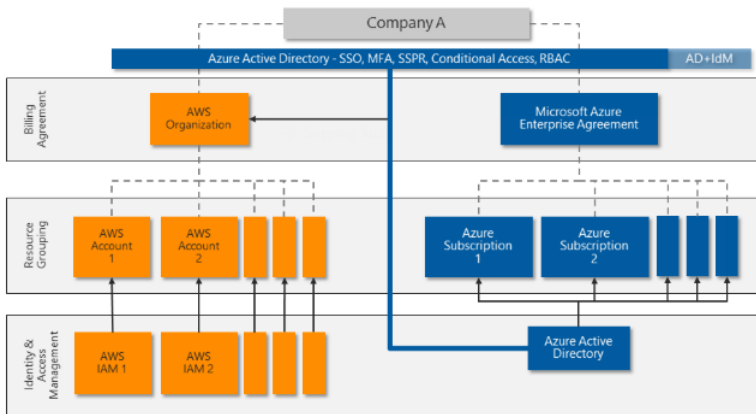 Company A
Azure Active Directory - SSO, MFA, SSPR, Conditional Access, RBAC
AD+IdM
Billing
Agreement
AWS
Organization
Microsoft Azure
Enterprise Agreement
Resource
Grouping
AWS
Account
1
AWS
Account
2
Azure
Subscription
1
Azure
Subscription
2
Identity &
Access
Management
AWS
IAM 1
AWS
IAM 2
Azure Active
Directory